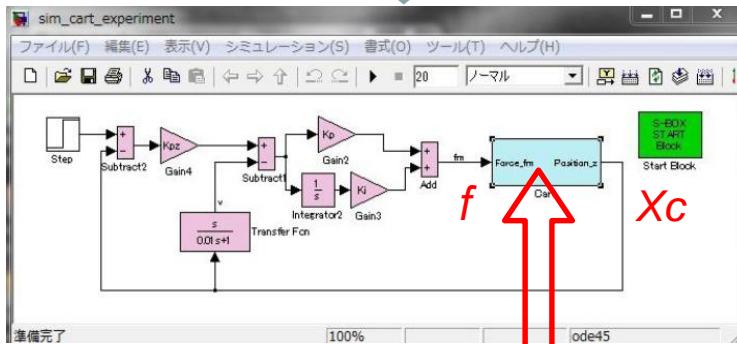 sim_cart_experiment
ファイル(F) 編集(E) 表示(V) シミュレーション(S) 書式(O) ツール(T) ヘルプ(H)
20 ノーマル
S-BOX
START
Block
Start Block
Step
Subtract2
Kpz
Gain4
Subtract1
Kp
Gain2
1
s
Integrator2
Ki
Gain3
Add
fm
Force_fm Position_z
Car
f
Xc
v
s
0.01 s+1
Transfer Fcn
準備完了 100% ode45